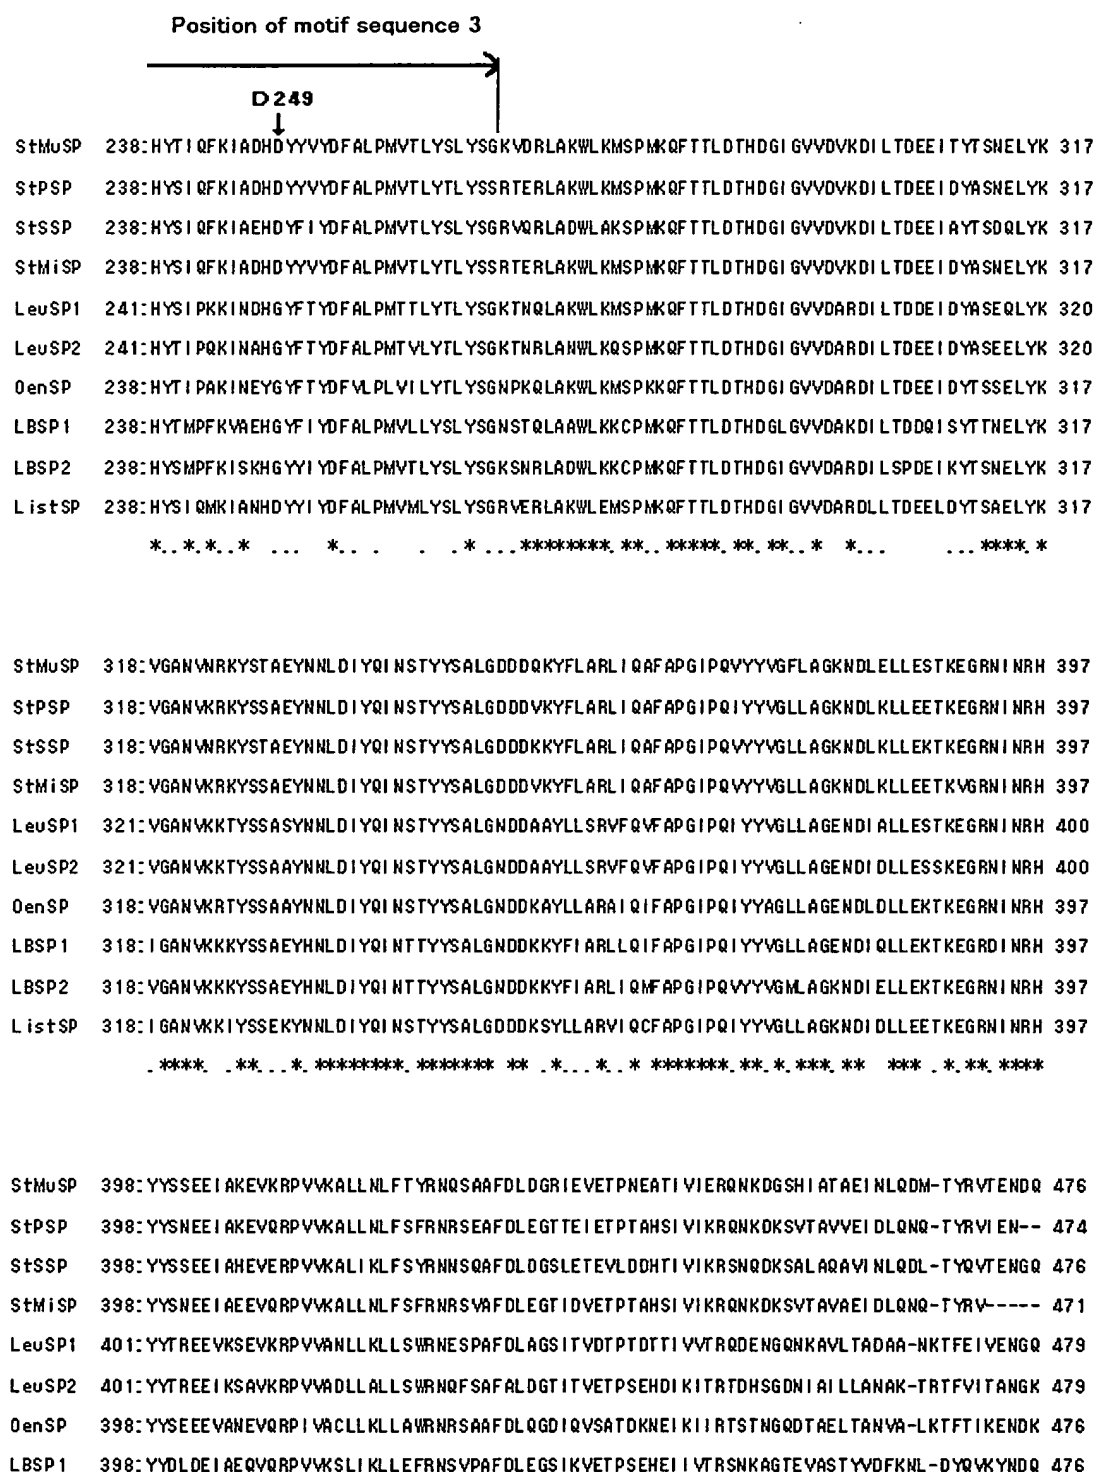 Position of motif sequence 3
D249
StMuSP 238:HYTIQFKIADHDYYVYDFALPMVTLYSLYSGKVDRLAKWLKMSPMKQFTTLDTHDGIGVVDVKDILTDEEITYTSNELYK 317
StPSP 238:HYSIQFKIADHDYYVYDFALPMVTLYTLYSSRTERLAKWLKMSPMKQFTTLDTHDGIGVVDVKDILTDEEIDYASNELYK 317
StSSP 238:HYSIQFKIAEHDYFIYDFALPMVTLYSLYSGRVQRLADWLAKSPMKQFTTLDTHDGIGVVDVKDILTDEEIAYTSDQLYK 317
StMiSP 238:HYSIQFKIADHDYYVYDFALPMVTLYTLYSSRTERLAKWLKMSPMKQFTTLDTHDGIGVVDVKDILTDEEIDYASNELYK 317
LeuSP1 241:HYSIPKKINDHGYFTYDFALPMTTLYTLYSGKTNQLAKWLKMSPMKQFTTLDTHDGIGVVDARDILTDDEIDYASEQLYK 320
LeuSP2 241:HYTIPQKINAHGYFTYDFALPMTVLYTLYSGKTNRLANWLKQSPMKQFTTLDTHDGIGVVDARDILTDEEIDYASEELYK 320
OenSP 238:HYTIPAKINEYGYFTYDFVLPLVILYTLYSGNPKQLAKWLKMSPKKQFTTLDTHDGIGVVDARDILTDEEIDYTSSELYK 317
LBSP1 238:HYTMPFKVAEHGYFIYDFALPMVLLYSLYSGNSTQLAAWLKKCPMKQFTTLDTHDGLGVVDAKDILTDDQISYTTNELYK 317
LBSP2 238:HYSMPFKISKHGYYIYDFALPMVTLYSLYSGKSNRLADWLKKCPMKQFTTLDTHDGIGVVDARDILSPDEIKYTSNELYK 317
ListSP 238:HYSIQMKIANHDYYIYDFALPMVMLYSLYSGRVERLAKWLEMSPMKQFTTLDTHDGIGVVDARDLLTDEELDYTSAELYK 317
*..*.*..* ... *.. . . .* ...********.**..*****.**.**..* *... ...****.*
StMuSP 318:VGANVNRKYSTAEYNNLDIYQINSTYYSALGDDDQKYFLARLIQAFAPGIPQVYYVGFLAGKNDLELLESTKEGRNINRH 397
StPSP 318:VGANVKRKYSSAEYNNLDIYQINSTYYSALGDDDVKYFLARLIQAFAPGIPQIYYVGLLAGKNDLKLLEETKEGRNINRH 397
StSSP 318:VGANVNRKYSTAEYNNLDIYQINSTYYSALGDDDKKYFLARLIQAFAPGIPQVYYVGLLAGKNDLKLLEKTKEGRNINRH 397
StMiSP 318:VGANVKRKYSSAEYNNLDIYQINSTYYSALGDDDVKYFLARLIQAFAPGIPQIYYVGLLAGKNDLKLLEETKVGRNINRH 397
LeuSP1 321:VGANVKKTYSSASYNNLDIYQINSTYYSALGNDDAAYLLSRVFQVFAPGIPQIYYVGLLAGENDIALLESTKEGRNINRH 400
LeuSP2 321:VGANVKKTYSSAAYNNLDIYQINSTYYSALGNDDAAYLLSRVFQVFAPGIPQIYYVGLLAGENDIDLLESSKEGRNINRH 400
OenSP 318:VGANVKRTYSSAAYNNLDIYQINSTYYSALGNDDKAYLLARAIQIFAPGIPQIYYAGLLAGENDLDLLEKTKEGRNINRH 397
LBSP1 318:IGANVKKKYSSAEYHNLDIYQINTTYYSALGNDDKKYFIARLLQIFAPGIPQIYYVGLLAGENDIQLLEKTKEGRDINRH 397
LBSP2 318:VGANVKKKYSSAEYHNLDIYQINTTYYSALGNDDKKYFIARLIQMFAPGIPQVYYVGMLAGKNDIELLEKTKEGRNINRH 397
ListSP 318:IGANVKKIYSSEKYNNLDIYQINSTYYSALGDDDKSYLLARVIQCFAPGIPQIYYVGLLAGKNDIDLLEETKEGRNINRH 397
.****. .**...*.********.******* ** .*...*..* *******.**.*.***.** ***.*.**.****
StMuSP 398:YYSSEEIAKEVKRPVVKALLNLFTYRNQSAAFDLDGRIEVETPNEATIVIERQNKDGSHIATAEINLQDM-TYRVTENDQ 476
StPSP 398:YYSNEEIAKEVQRPVVKALLNLFSFRNRSEAFDLEGTTEIETPTAHSIVIKRQNKDKSVTAVVEIDLQNQ-TYRVIEN-- 474
StSSP 398:YYSSEEIAHEVERPVVKALIKLFSYRNNSQAFDLDGSLETEVLDDHTIVIKRSNQDKSALAQAVINLQDL-TYQVTENGQ 476
StMiSP 398:YYSNEEIAEEVQRPVVKALLNLFSFRNRSVAFDLEGTIDVETPTAHSIVIKRQNKDKSVTAVAEIDLQNQ-TYRV----- 471
LeuSP1 401:YYTREEVKSEVKRPVVANLLKLLSWRNESPAFDLAGSITVDTPTDTTIVVTRQDENGQNKAVLTADAA-NKTFEIVENGQ 479
LeuSP2 401:YYTREEIKSAVKRPVVADLLALLSWRNQFSAFALDGTITVETPSEHDIKITRTDHSGDNIAILLANAK-TRTFVITANGK 479
OenSP 398:YYSEEEVANEVQRPIVACLLKLLAWRNRSAAFDLQGDIQVSATDKNEIKIIRTSTNGQDTAELTANVA-LKTFTIKENDK 476
LBSP1 398:YYDLDEIAEQVQRPVVKSLIKLLEFRNSVPAFDLEGSIKVETPSEHEIIVTRSNKAGTEVASTYVDFKNL-DYQVKYNDQ 476